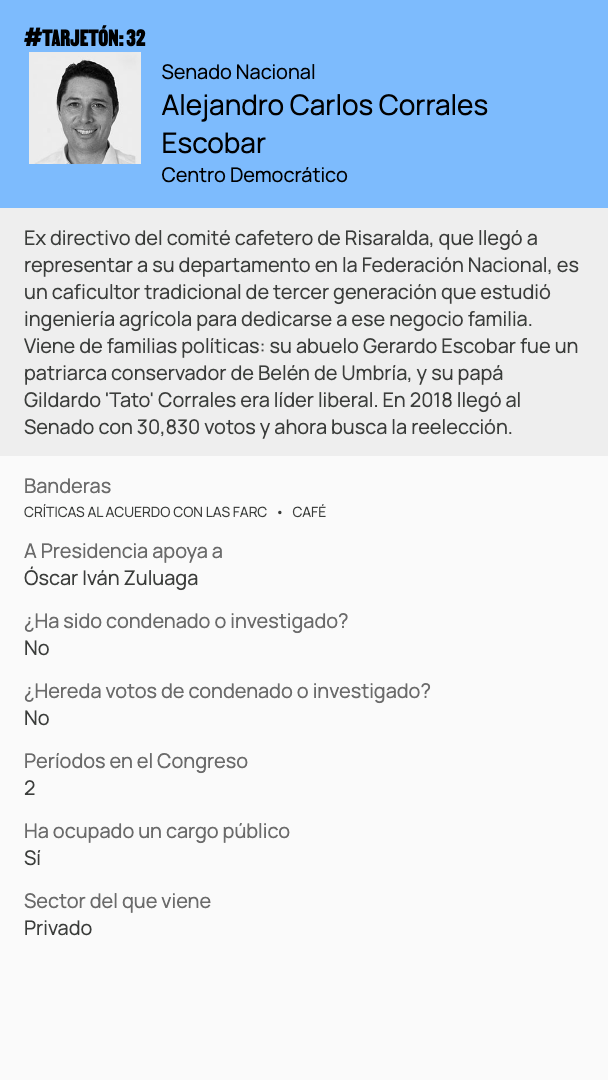 #TARJETÓN: 32
Senado Nacional
Alejandro Carlos Corrales
Escobar
Centro Democrático
Ex directivo del comité cafetero de Risaralda, que llegó a
representar a su departamento en la Federación Nacional, es
un caficultor tradicional de tercer generación que estudió
ingeniería agrícola para dedicarse a ese negocio familia.
Viene de familias políticas: su abuelo Gerardo Escobar fue un
patriarca conservador de Belén de Umbría, y su papá
Gildardo 'Tato' Corrales era líder liberal. En 2018 llegó al
Senado con 30,830 votos y ahora busca la reelección.
Banderas
CRÍTICAS AL ACUERDO CON LAS FARC • CAFÉ
A Presidencia apoya a
Óscar Iván Zuluaga
¿Ha sido condenado o investigado?
No
¿Hereda votos de condenado o investigado?
No
Períodos en el Congreso
2
Ha ocupado un cargo público
Sí
Sector del que viene
Privado